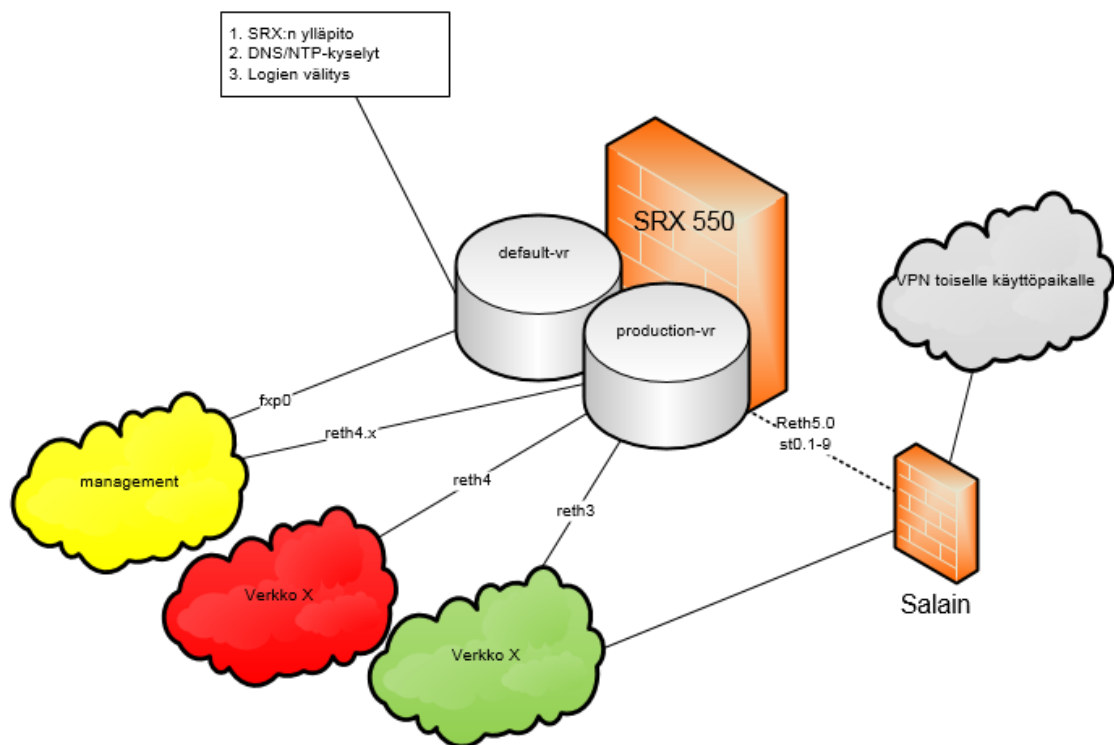 1. SRX:n ylläpito
2. DNS/NTP-kyselyt
3. Logien välitys
SRX 550
default-vr
VPN toiselle käyttöpaikalle
production-vr
fxp0
reth4.x
Reth5.0
st0.1-9
management
reth4
reth3
Verkko X
Salain
Verkko X